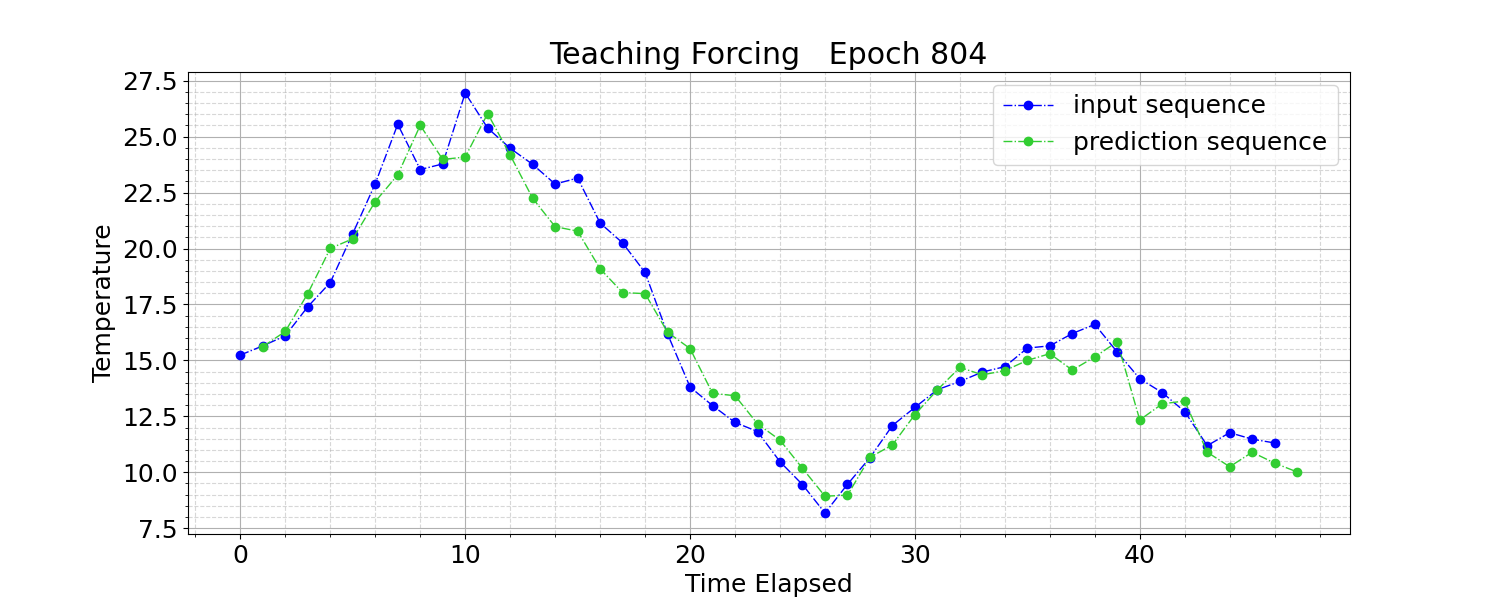 Teaching Forcing   Epoch 804
27.5
25.0
22.5
20.0
17.5
15.0
12.5
10.0
7.5
Temperature
input sequence
prediction sequence
0 10 20 30 40
Time Elapsed